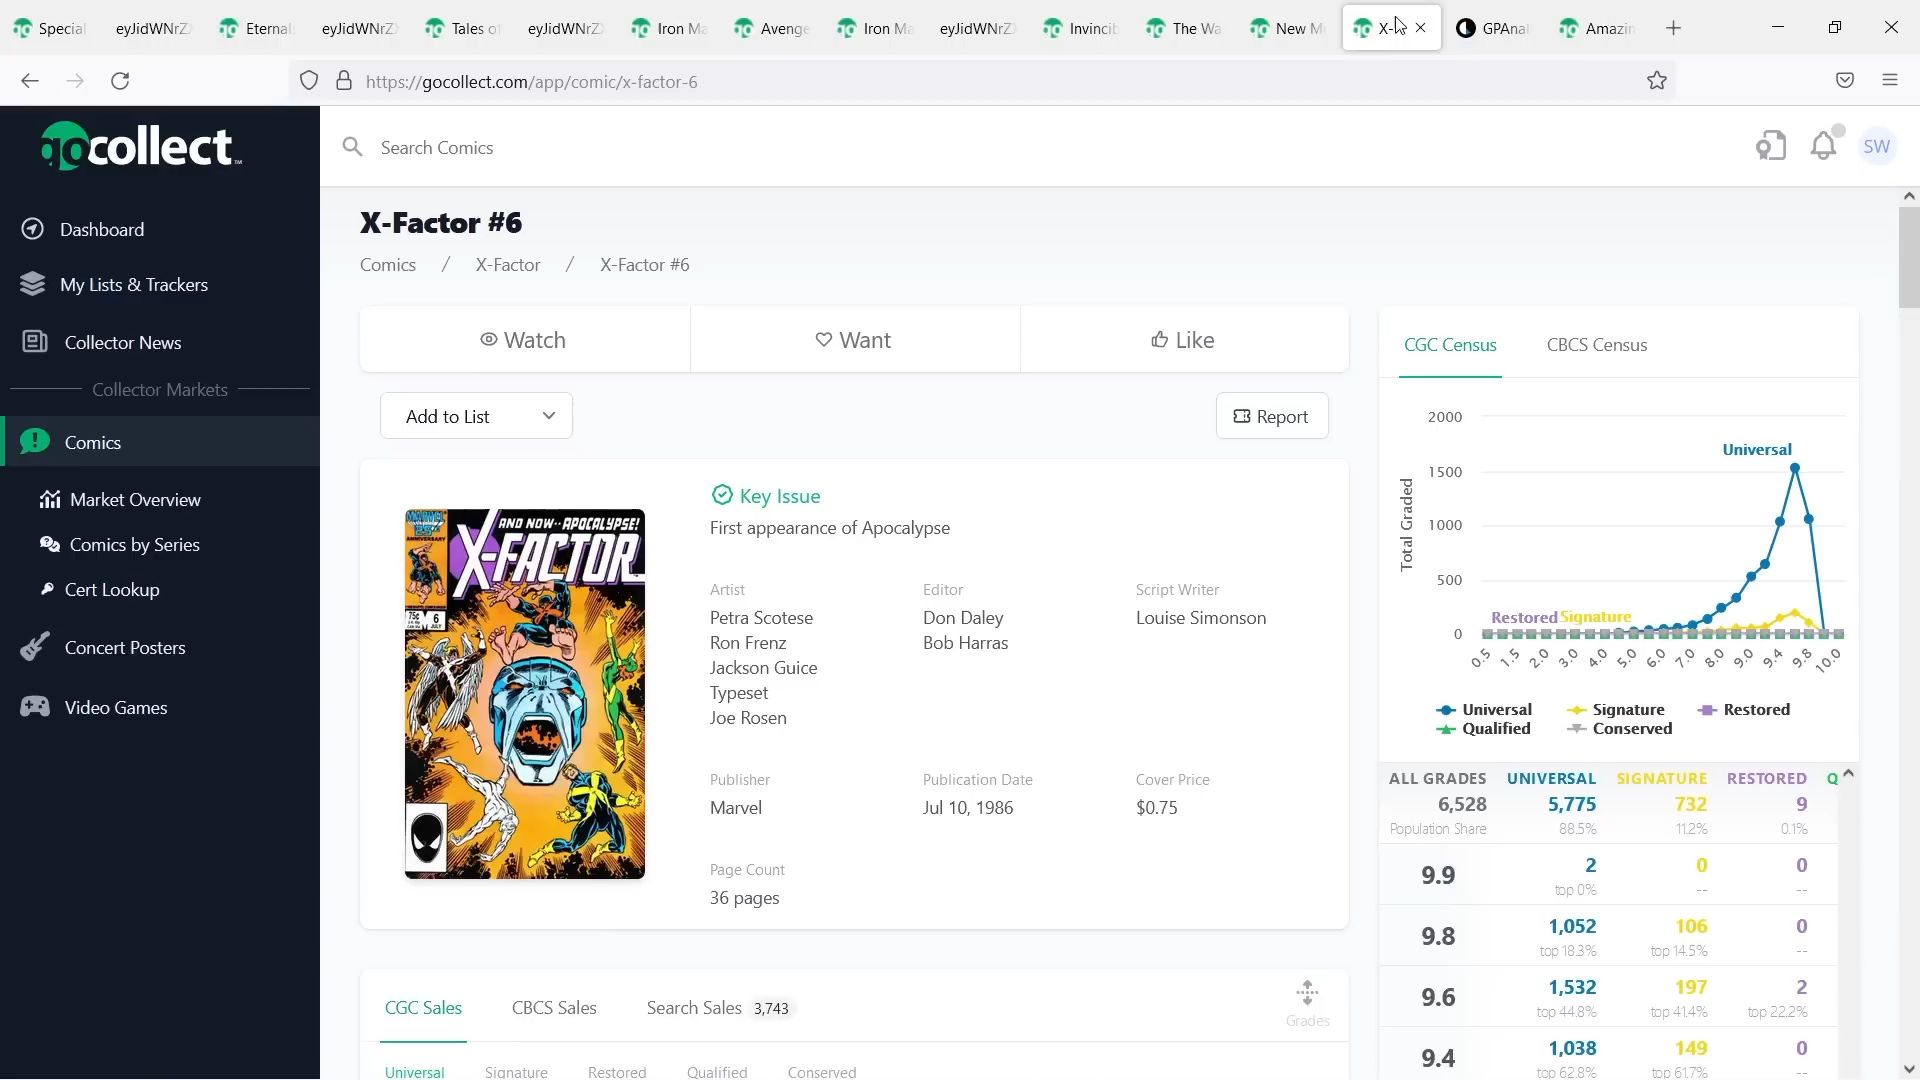 Special
eyJidWNrZ
Eternal
eyJidWNrZ
Tales o
eyJidWNrZ
Iron Ma
Avenge
Iron Ma
eyJidWNrZ
Invincib
The Wa
New M
X-
GPAnal
Amazin
https://gocollect.com/app/comic/x-factor-6
gocollect™
Search Comics
SW
Dashboard
My Lists & Trackers
Collector News
Collector Markets
Comics
Market Overview
Comics by Series
Cert Lookup
Concert Posters
Video Games
X-Factor #6
Comics / X-Factor / X-Factor #6
Watch
Want
Like
Add to List
Report
AND NOW--APOCALYPSE!
X-FACTOR
MARVEL
25TH
ANNIVERSARY
75¢
6
JULY
Key Issue
First appearance of Apocalypse
Artist
Petra Scotese
Ron Frenz
Jackson Guice
Typeset
Joe Rosen
Editor
Don Daley
Bob Harras
Script Writer
Louise Simonson
Publisher
Marvel
Publication Date
Jul 10, 1986
Cover Price
$0.75
Page Count
36 pages
CGC Sales
CBCS Sales
Search Sales 3,743
Grades
Universal
Signature
Restored
Qualified
Conserved
CGC Census
CBCS Census
Total Graded
2000
1500
1000
500
0
Universal
Restored
Signature
0.5 1.5 2.0 3.0 4.0 5.0 6.0 7.0 8.0 9.0 9.4 9.8 10.0
Universal Signature Restored
Qualified Conserved
ALL GRADES UNIVERSAL SIGNATURE RESTORED Q
6,528 5,775 732 9
Population Share 88.5% 11.2% 0.1%
9.9 2 0 0
top 0% -- --
9.8 1,052 106 0
top 18.3% top 14.5% --
9.6 1,532 197 2
top 44.8% top 41.4% top 22.2%
9.4 1,038 149 0
top 62.8% top 61.7% --